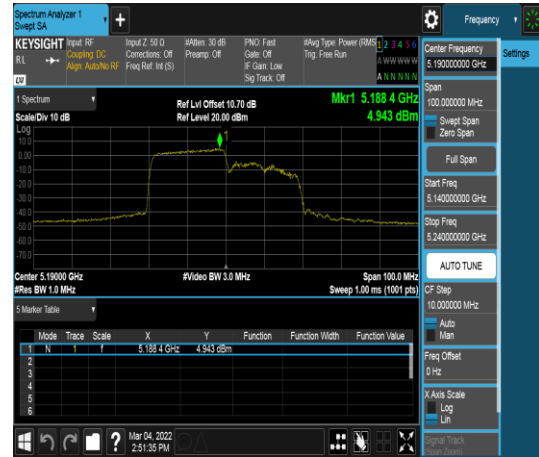 Spectrum Analyzer 1
Swept SA
+
Frequency
KEYSIGHT
RL
Input: RF
Coupling: DC
Align: Auto/No RF
Input Z: 50 Ω
Corrections: Off
Freq Ref: Int (S)
#Atten: 30 dB
Preamp: Off
PNO: Fast
Gate: Off
IF Gain: Low
Sig Track: Off
#Avg Type: Power (RMS
Trig: Free Run
1 2 3 4 5 6
A W W W W W
A N N N N N
1 Spectrum
Scale/Div 10 dB
Ref Lvl Offset 10.70 dB
Ref Level 20.00 dBm
Mkr1 5.188 4 GHz
4.943 dBm
Log
10.0
0.00
-10.0
-20.0
-30.0
-40.0
-50.0
-60.0
-70.0
1
Center 5.19000 GHz
#Res BW 1.0 MHz
#Video BW 3.0 MHz
Span 100.0 MHz
Sweep 1.00 ms (1001 pts)
5 Marker Table
Mode Trace Scale X Y Function Function Width Function Value
1 N 1 f 5.188 4 GHz 4.943 dBm
2
3
4
5
6
Mar 04, 2022
2:51:35 PM
Settings
Center Frequency
5.190000000 GHz
Span
100.000000 MHz
Swept Span
Zero Span
Full Span
Start Freq
5.140000000 GHz
Stop Freq
5.240000000 GHz
AUTO TUNE
CF Step
10.000000 MHz
Auto
Man
Freq Offset
0 Hz
X Axis Scale
Log
Lin
Signal Track
(Span Zoom)